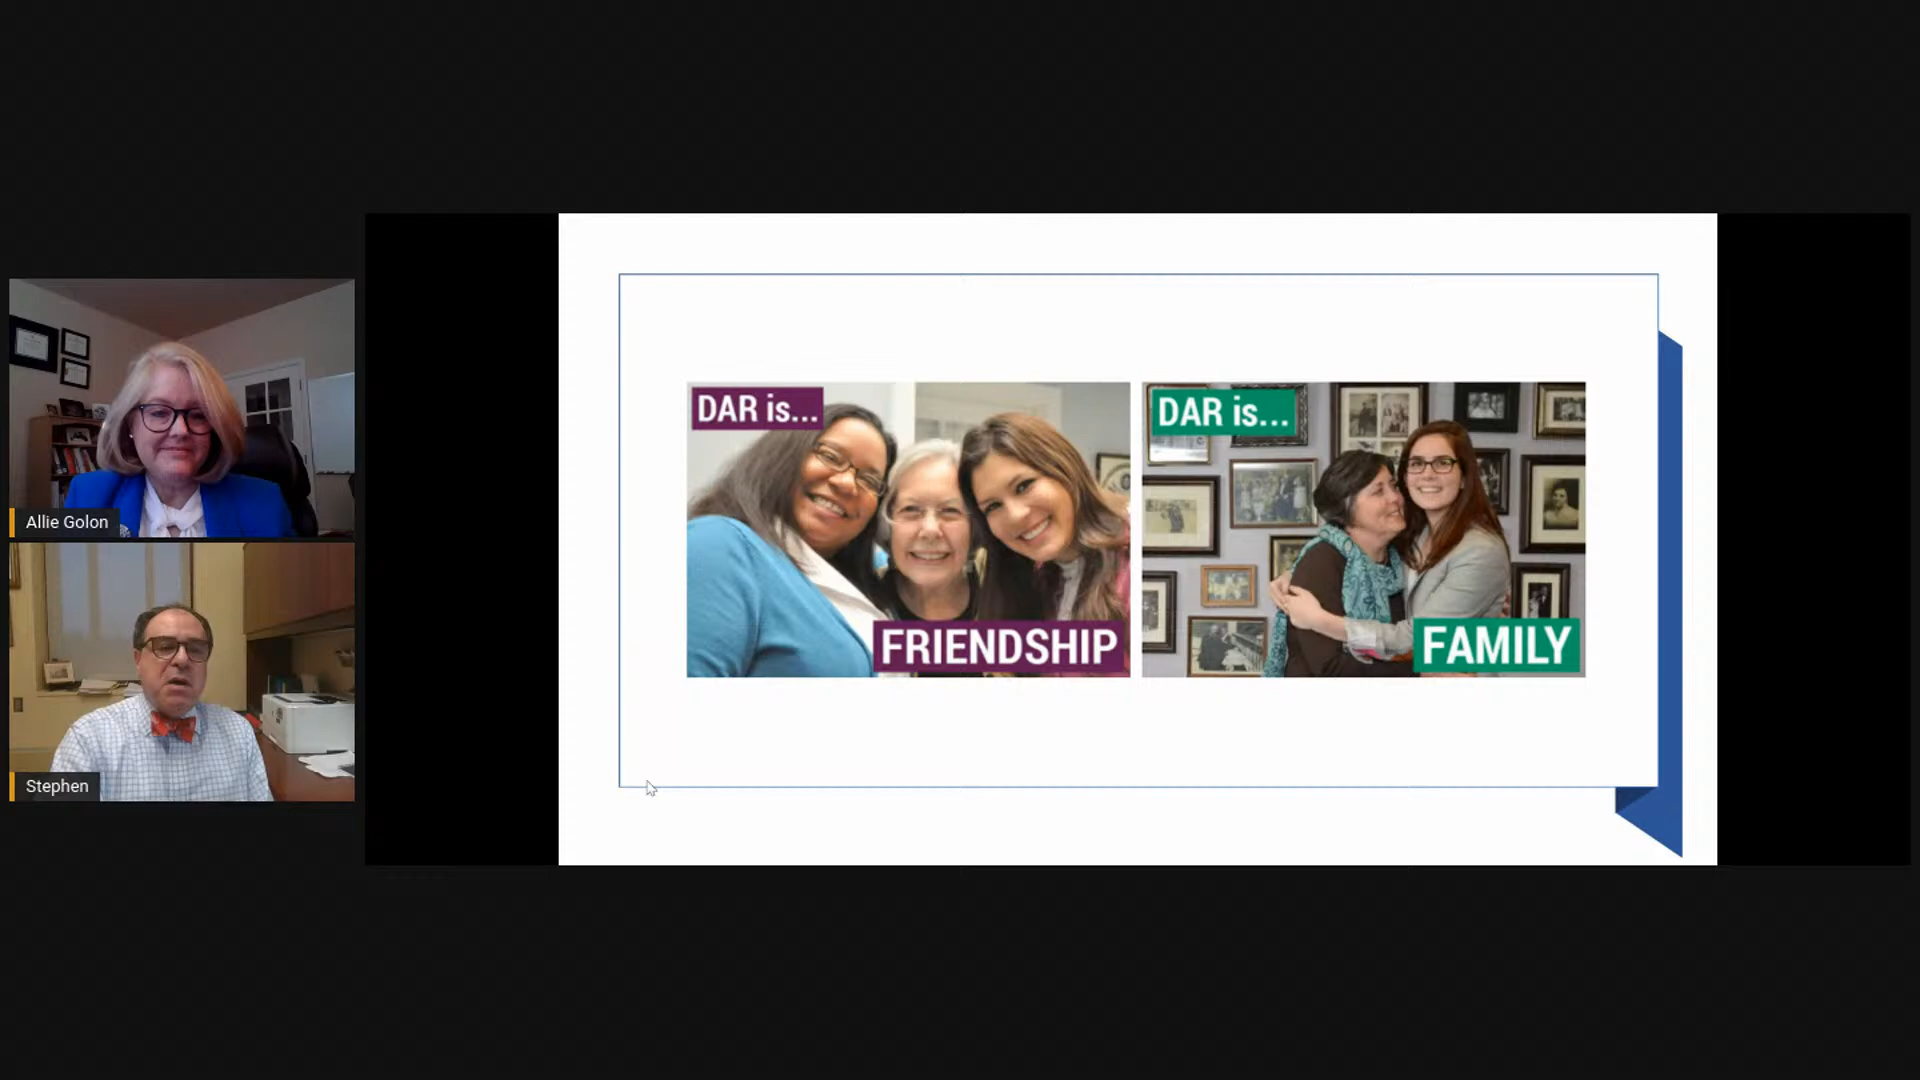 Allie Golon
Stephen
DAR is...
FRIENDSHIP
DAR is...
FAMILY